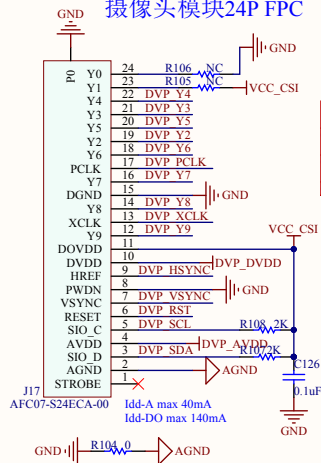 摄像头模块24P FPC
GND
P0
Y0 24 R106 NC GND
Y1 23 R105 NC VCC_CSI
Y4 22 DVP_Y4
Y3 21 DVP_Y3
Y5 20 DVP_Y5
Y2 19 DVP_Y2
Y6 18 DVP_Y6
PCLK 17 DVP_PCLK
Y7 16 DVP_Y7
DGND 15 GND
Y8 14 DVP_Y8
XCLK 13 DVP_XCLK
Y9 12 DVP_Y9
VCC_CSI
DOVDD 11
DVDD 10 DVP_DVDD
HREF 9 DVP_HSYNC
PWDN 8 GND
VSYNC 7 DVP_VSYNC
RESET 6 DVP_RST
SIO_C 5 DVP_SCL R108 2K
AVDD 4 DVP_AVDD
SIO_D 3 DVP_SDA R107 2K
AGND 2 AGND
STROBE 1
C126
0.1uF
GND
J17
AFC07-S24ECA-00
Idd-A max 40mA
Idd-DO max 140mA
GND R104 0 AGND